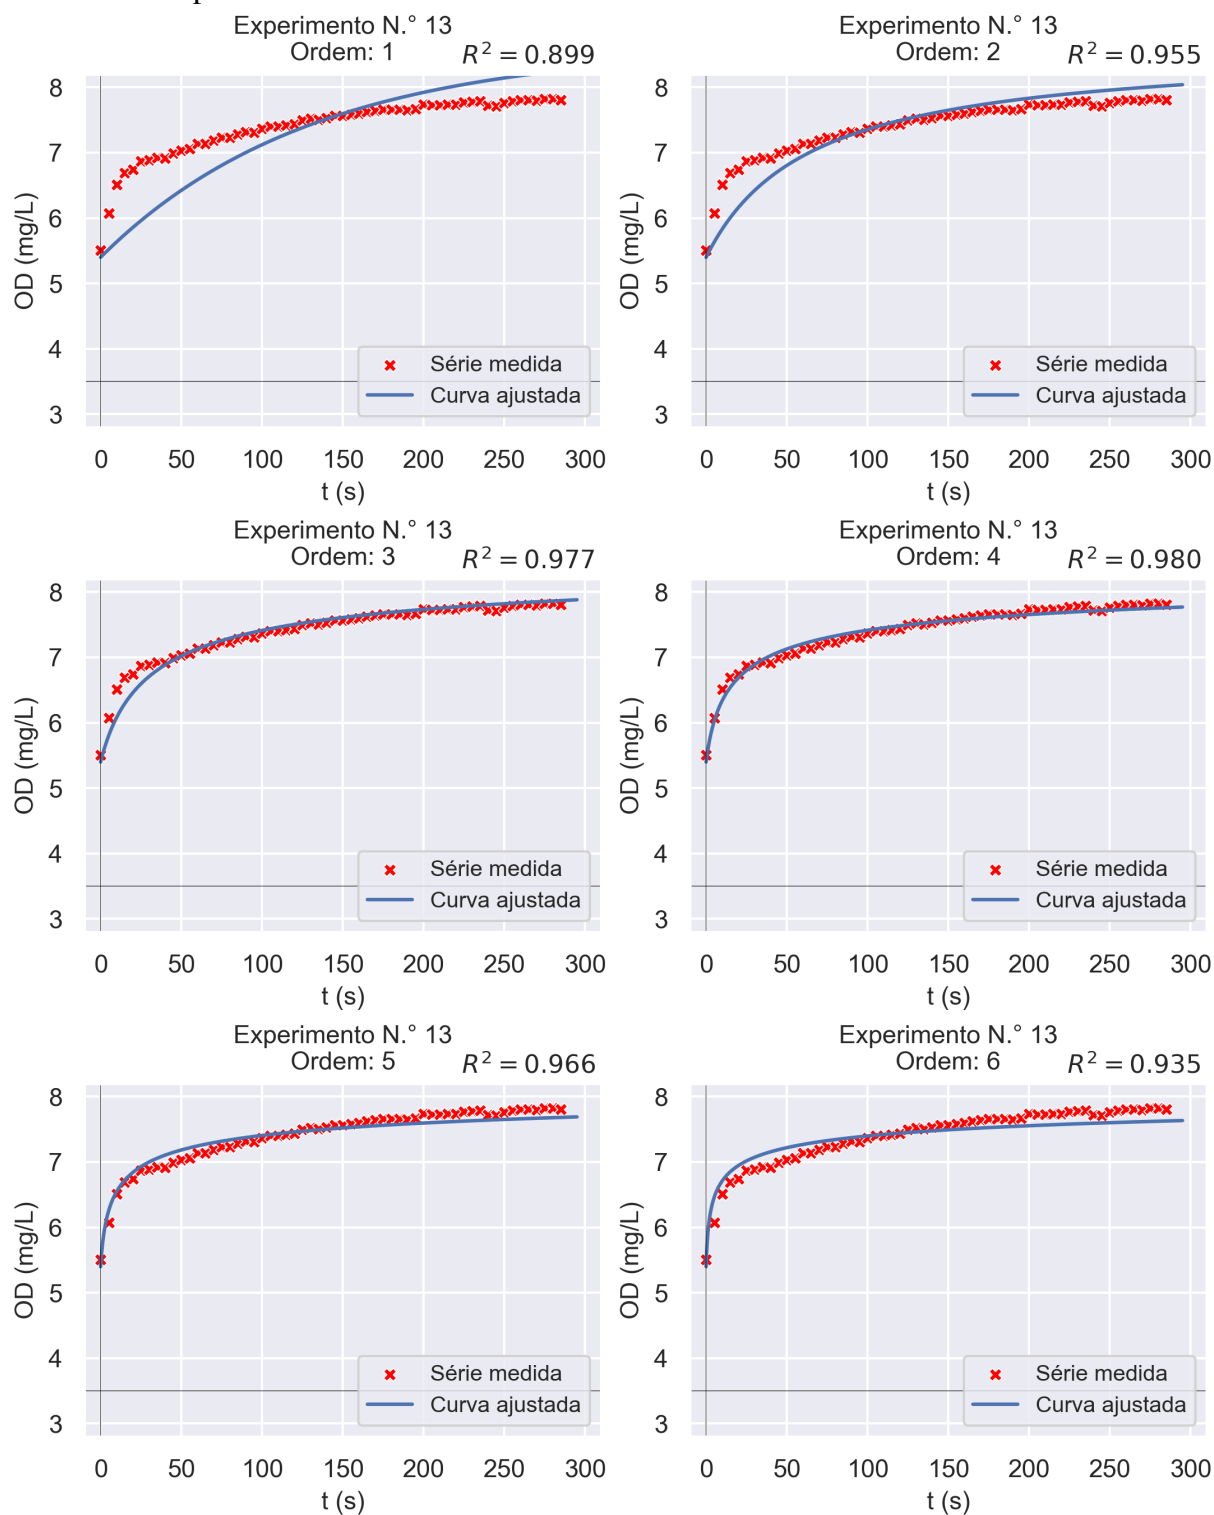 Experimento N.° 13
Ordem: 1 R² = 0.899
8
7
6
5
4
3
OD (mg/L)
Série medida
Curva ajustada
0 50 100 150 200 250 300
t (s)
Experimento N.° 13
Ordem: 2 R² = 0.955
8
7
6
5
4
3
OD (mg/L)
Série medida
Curva ajustada
0 50 100 150 200 250 300
t (s)
Experimento N.° 13
Ordem: 3 R² = 0.977
8
7
6
5
4
3
OD (mg/L)
Série medida
Curva ajustada
0 50 100 150 200 250 300
t (s)
Experimento N.° 13
Ordem: 4 R² = 0.980
8
7
6
5
4
3
OD (mg/L)
Série medida
Curva ajustada
0 50 100 150 200 250 300
t (s)
Experimento N.° 13
Ordem: 5 R² = 0.966
8
7
6
5
4
3
OD (mg/L)
Série medida
Curva ajustada
0 50 100 150 200 250 300
t (s)
Experimento N.° 13
Ordem: 6 R² = 0.935
8
7
6
5
4
3
OD (mg/L)
Série medida
Curva ajustada
0 50 100 150 200 250 300
t (s)